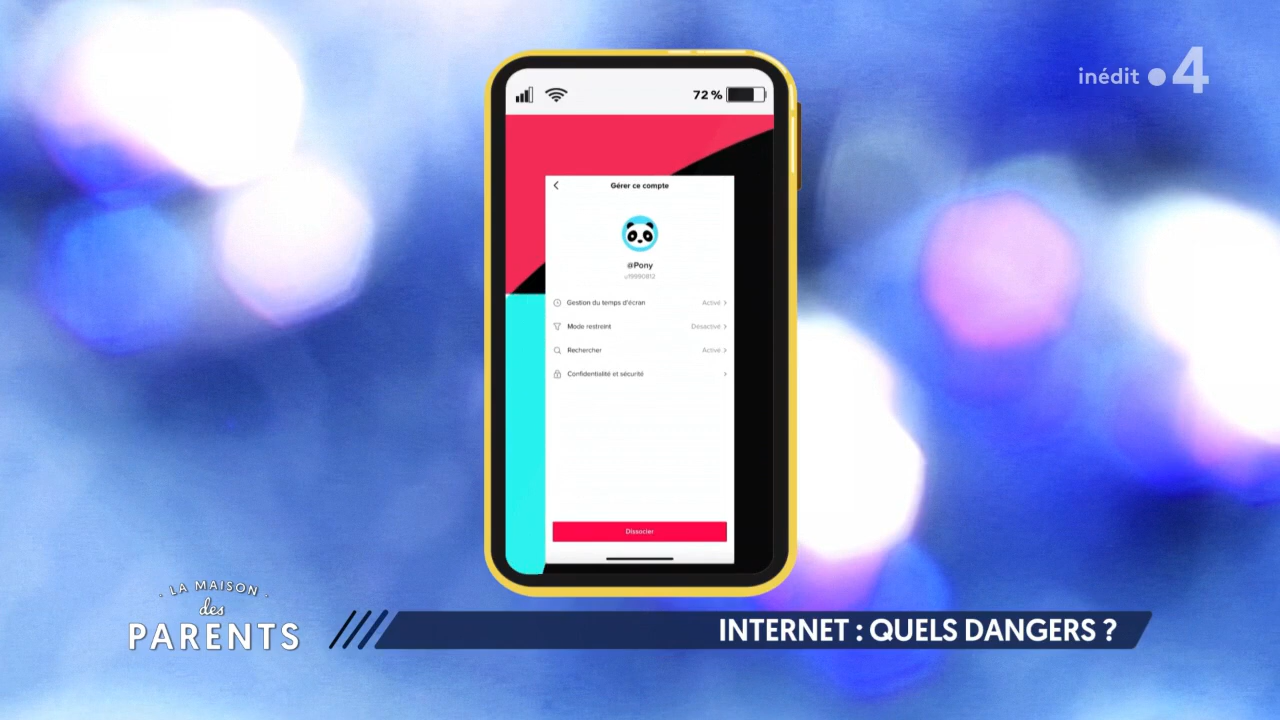 inédit 4
72 %
Gérer ce compte
@Pony
u19990812
Gestion du temps d'écran Activé >
Mode restreint Désactivé >
Rechercher Activé >
Confidentialité et sécurité >
Dissocier
- LA MAISON -
des
PARENTS
INTERNET : QUELS DANGERS ?